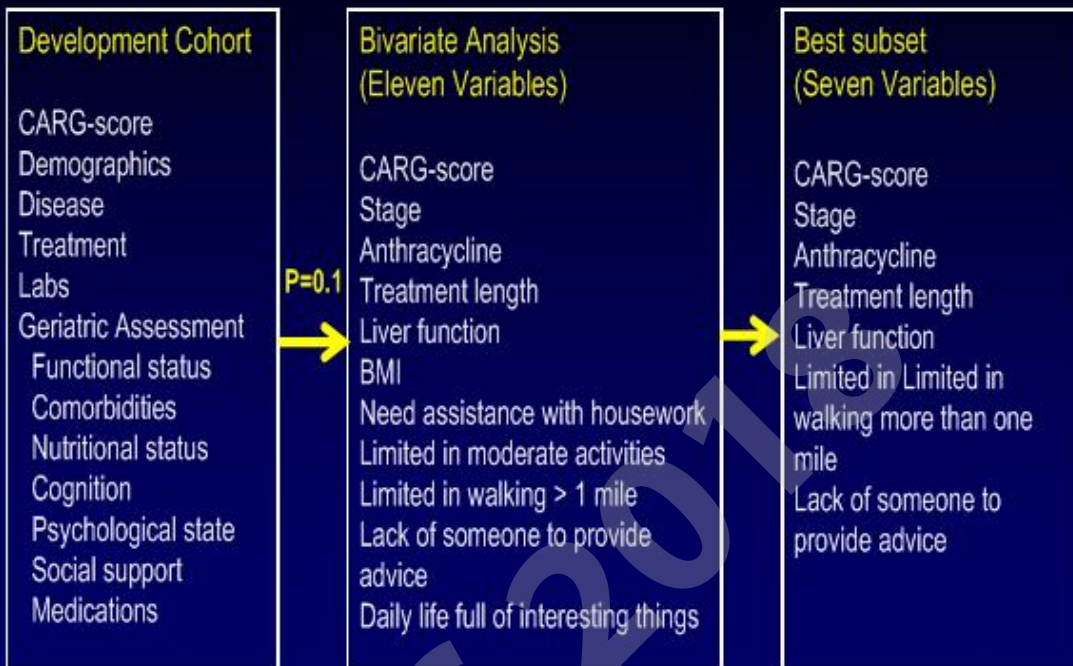 Development Cohort
CARG-score
Demographics
Disease
Treatment
Labs
Geriatric Assessment
Functional status
Comorbidities
Nutritional status
Cognition
Psychological state
Social support
Medications
P=0.1
Bivariate Analysis
(Eleven Variables)
CARG-score
Stage
Anthracycline
Treatment length
Liver function
BMI
Need assistance with housework
Limited in moderate activities
Limited in walking > 1 mile
Lack of someone to provide
advice
Daily life full of interesting things
Best subset
(Seven Variables)
CARG-score
Stage
Anthracycline
Treatment length
Liver function
Limited in Limited in
walking more than one
mile
Lack of someone to
provide advice
2018